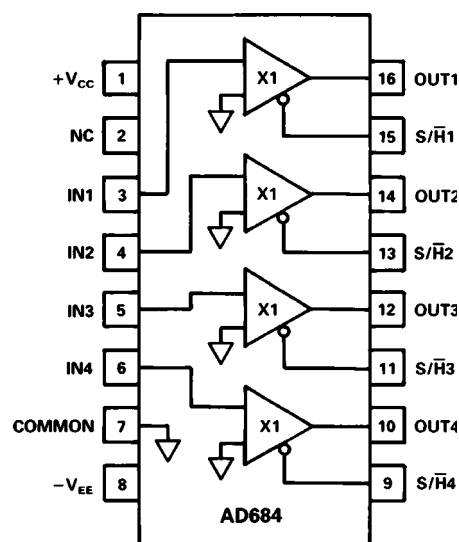 +VCC 1 X1 16 OUT1
NC 2 15 S/H̅1
IN1 3 X1 14 OUT2
IN2 4 13 S/H̅2
IN3 5 X1 12 OUT3
IN4 6 11 S/H̅3
COMMON 7 X1 10 OUT4
−VEE 8 9 S/H̅4
AD684